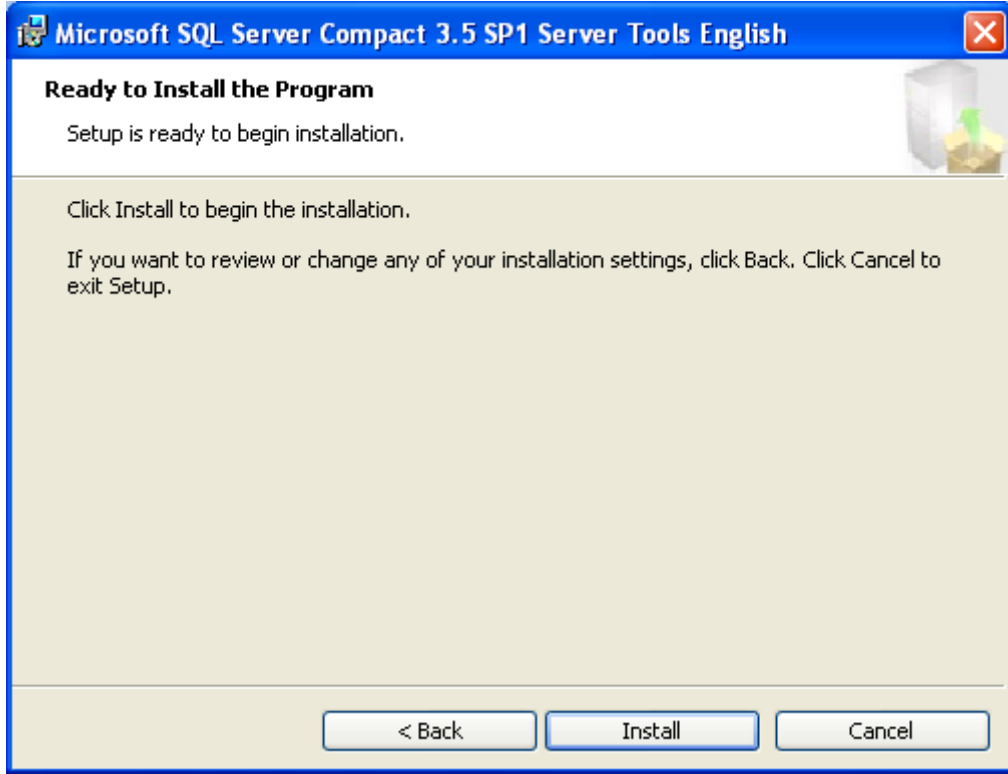 Microsoft SQL Server Compact 3.5 SP1 Server Tools English
Ready to Install the Program
Setup is ready to begin installation.
Click Install to begin the installation.
If you want to review or change any of your installation settings, click Back. Click Cancel to
exit Setup.
< Back
Install
Cancel